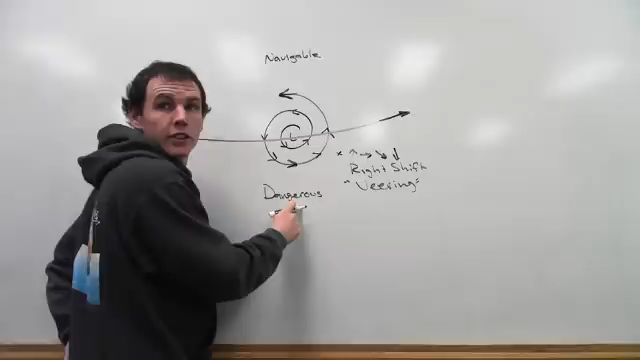 Navigable
L
Dangerous
x ↑ → ↘ ↓
Right Shift
"Veering"